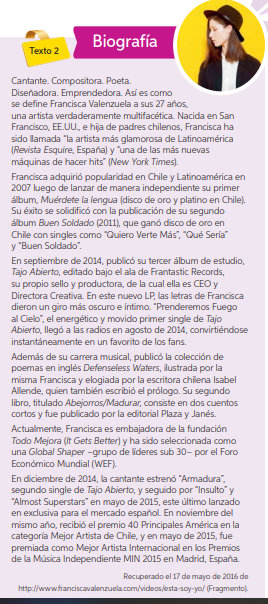 Texto 2
Biografía
Cantante. Compositora. Poeta.
Diseñadora. Emprendedora. Así es como
se define Francisca Valenzuela a sus 27 años,
una artista verdaderamente multifacética. Nacida en San
Francisco, EE.UU., e hija de padres chilenos, Francisca ha
sido llamada “la artista más glamorosa de Latinoamérica
(Revista Esquire, España) y “una de las más nuevas
máquinas de hacer hits” (New York Times).
Francisca adquirió popularidad en Chile y Latinoamérica en
2007 luego de lanzar de manera independiente su primer
álbum, Muérdete la lengua (disco de oro y platino en Chile).
Su éxito se solidificó con la publicación de su segundo
álbum Buen Soldado (2011), que ganó disco de oro en
Chile con singles como “Quiero Verte Más”, “Qué Sería”
y “Buen Soldado”.
En septiembre de 2014, publicó su tercer álbum de estudio,
Tajo Abierto, editado bajo el ala de Frantastic Records,
su propio sello y productora, de la cual ella es CEO y
Directora Creativa. En este nuevo LP, las letras de Francisca
dieron un giro más oscuro e íntimo. “Prenderemos Fuego
al Cielo”, el energético y movido primer single de Tajo
Abierto, llegó a las radios en agosto de 2014, convirtiéndose
instantáneamente en un favorito de los fans.
Además de su carrera musical, publicó la colección de
poemas en inglés Defenseless Waters, ilustrada por la
misma Francisca y elogiada por la escritora chilena Isabel
Allende, quien también escribió el prólogo. Su segundo
libro, titulado Abejorros/Madurar, consiste en dos cuentos
cortos y fue publicado por la editorial Plaza y Janés.
Actualmente, Francisca es embajadora de la fundación
Todo Mejora (It Gets Better) y ha sido seleccionada como
una Global Shaper –grupo de líderes sub 30– por el Foro
Económico Mundial (WEF).
En diciembre de 2014, la cantante estrenó “Armadura”,
segundo single de Tajo Abierto, y seguido por “Insulto” y
“Almost Superstars” en mayo de 2015, este último lanzado
en exclusiva para el mercado español. En noviembre del
mismo año, recibió el premio 40 Principales América en la
categoría Mejor Artista de Chile, y en mayo de 2015, fue
premiada como Mejor Artista Internacional en los Premios
de la Música Independiente MIN 2015 en Madrid, España.
Recuperado el 17 de mayo de 2016 de
http://www.franciscavalenzuela.com/esta-soy-yo/ (Fragmento).